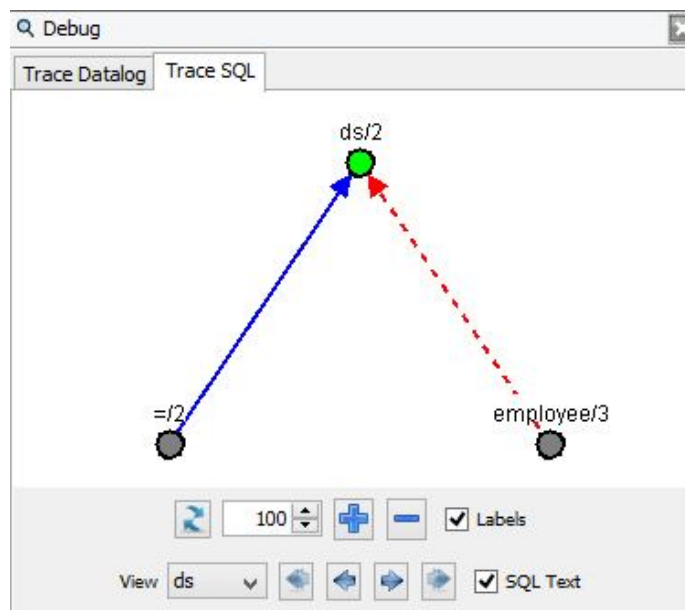 Debug
Trace Datalog Trace SQL
ds/2
=/2
employee/3
100 Labels
View ds SQL Text